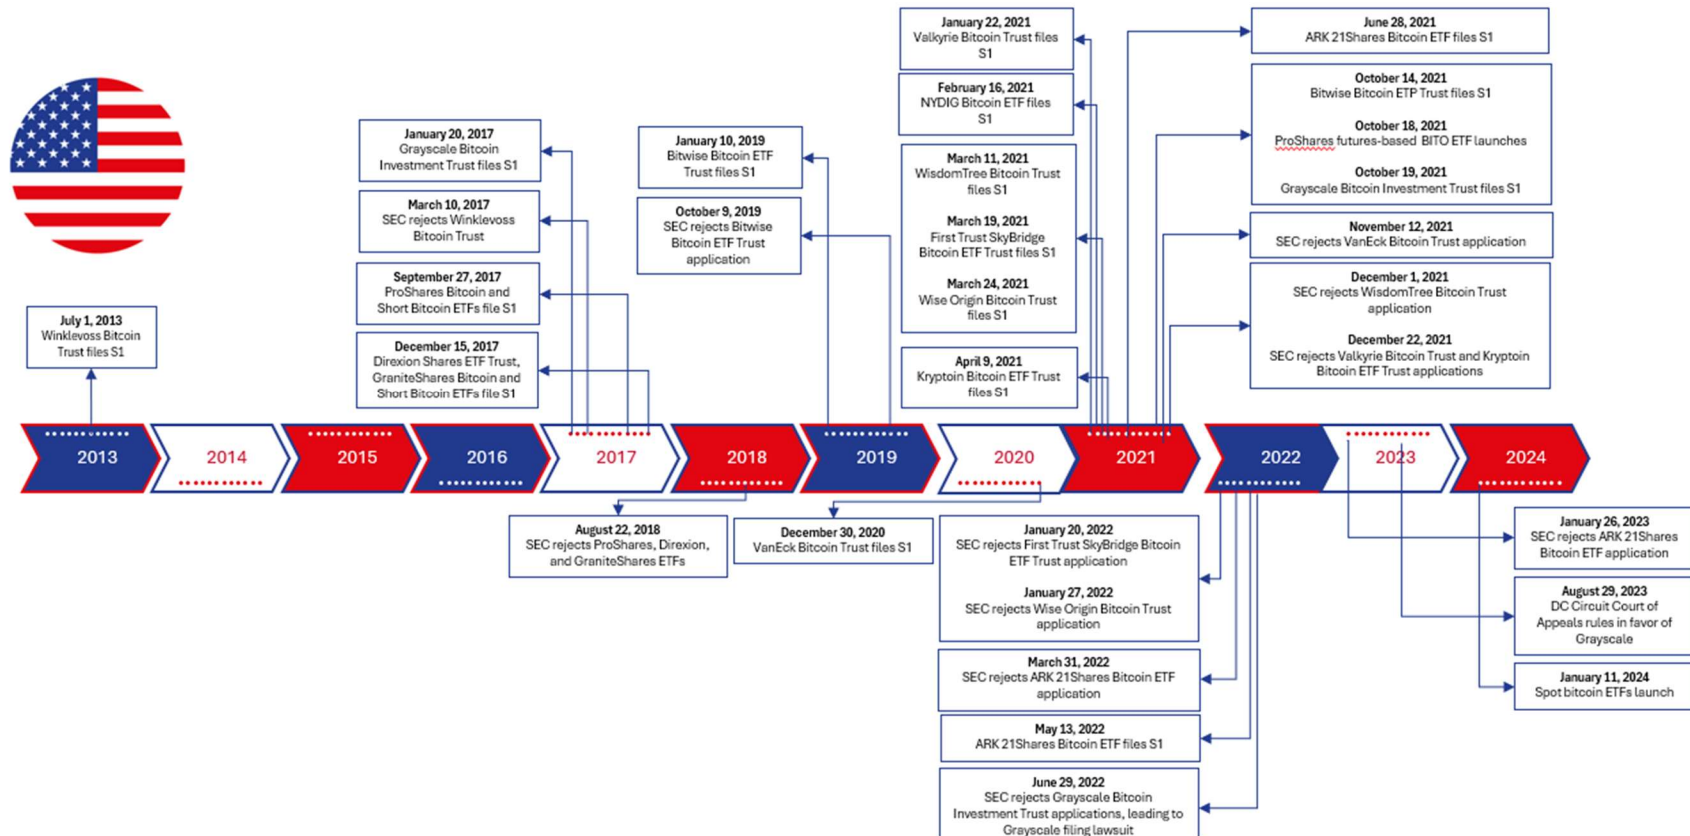 January 22, 2021
Valkyrie Bitcoin Trust files
S1
February 16, 2021
NYDIG Bitcoin ETF files
S1
March 11, 2021
WisdomTree Bitcoin Trust
files S1
March 19, 2021
First Trust SkyBridge
Bitcoin ETF Trust files S1
March 24, 2021
Wise Origin Bitcoin Trust
files S1
April 9, 2021
Kryptoin Bitcoin ETF Trust
files S1
June 28, 2021
ARK 21Shares Bitcoin ETF files S1
October 14, 2021
Bitwise Bitcoin ETP Trust files S1
October 18, 2021
ProShares futures-based BITO ETF launches
October 19, 2021
Grayscale Bitcoin Investment Trust files S1
November 12, 2021
SEC rejects VanEck Bitcoin Trust application
December 1, 2021
SEC rejects WisdomTree Bitcoin Trust
application
December 22, 2021
SEC rejects Valkyrie Bitcoin Trust and Kryptoin
Bitcoin ETF Trust applications
January 20, 2017
Grayscale Bitcoin
Investment Trust files S1
March 10, 2017
SEC rejects Winklevoss
Bitcoin Trust
September 27, 2017
ProShares Bitcoin and
Short Bitcoin ETFs file S1
December 15, 2017
Direxion Shares ETF Trust,
GraniteShares Bitcoin and
Short Bitcoin ETFs file S1
January 10, 2019
Bitwise Bitcoin ETF
Trust files S1
October 9, 2019
SEC rejects Bitwise
Bitcoin ETF Trust
application
July 1, 2013
Winklevoss Bitcoin
Trust files S1
2013
2014
2015
2016
2017
2018
2019
2020
2021
2022
2023
2024
August 22, 2018
SEC rejects ProShares, Direxion,
and GraniteShares ETFs
December 30, 2020
VanEck Bitcoin Trust files S1
January 20, 2022
SEC rejects First Trust SkyBridge Bitcoin
ETF Trust application
January 27, 2022
SEC rejects Wise Origin Bitcoin Trust
application
March 31, 2022
SEC rejects ARK 21Shares Bitcoin ETF
application
May 13, 2022
ARK 21Shares Bitcoin ETF files S1
June 29, 2022
SEC rejects Grayscale Bitcoin
Investment Trust applications, leading to
Grayscale filing lawsuit
January 26, 2023
SEC rejects ARK 21Shares
Bitcoin ETF application
August 29, 2023
DC Circuit Court of
Appeals rules in favor of
Grayscale
January 11, 2024
Spot bitcoin ETFs launch